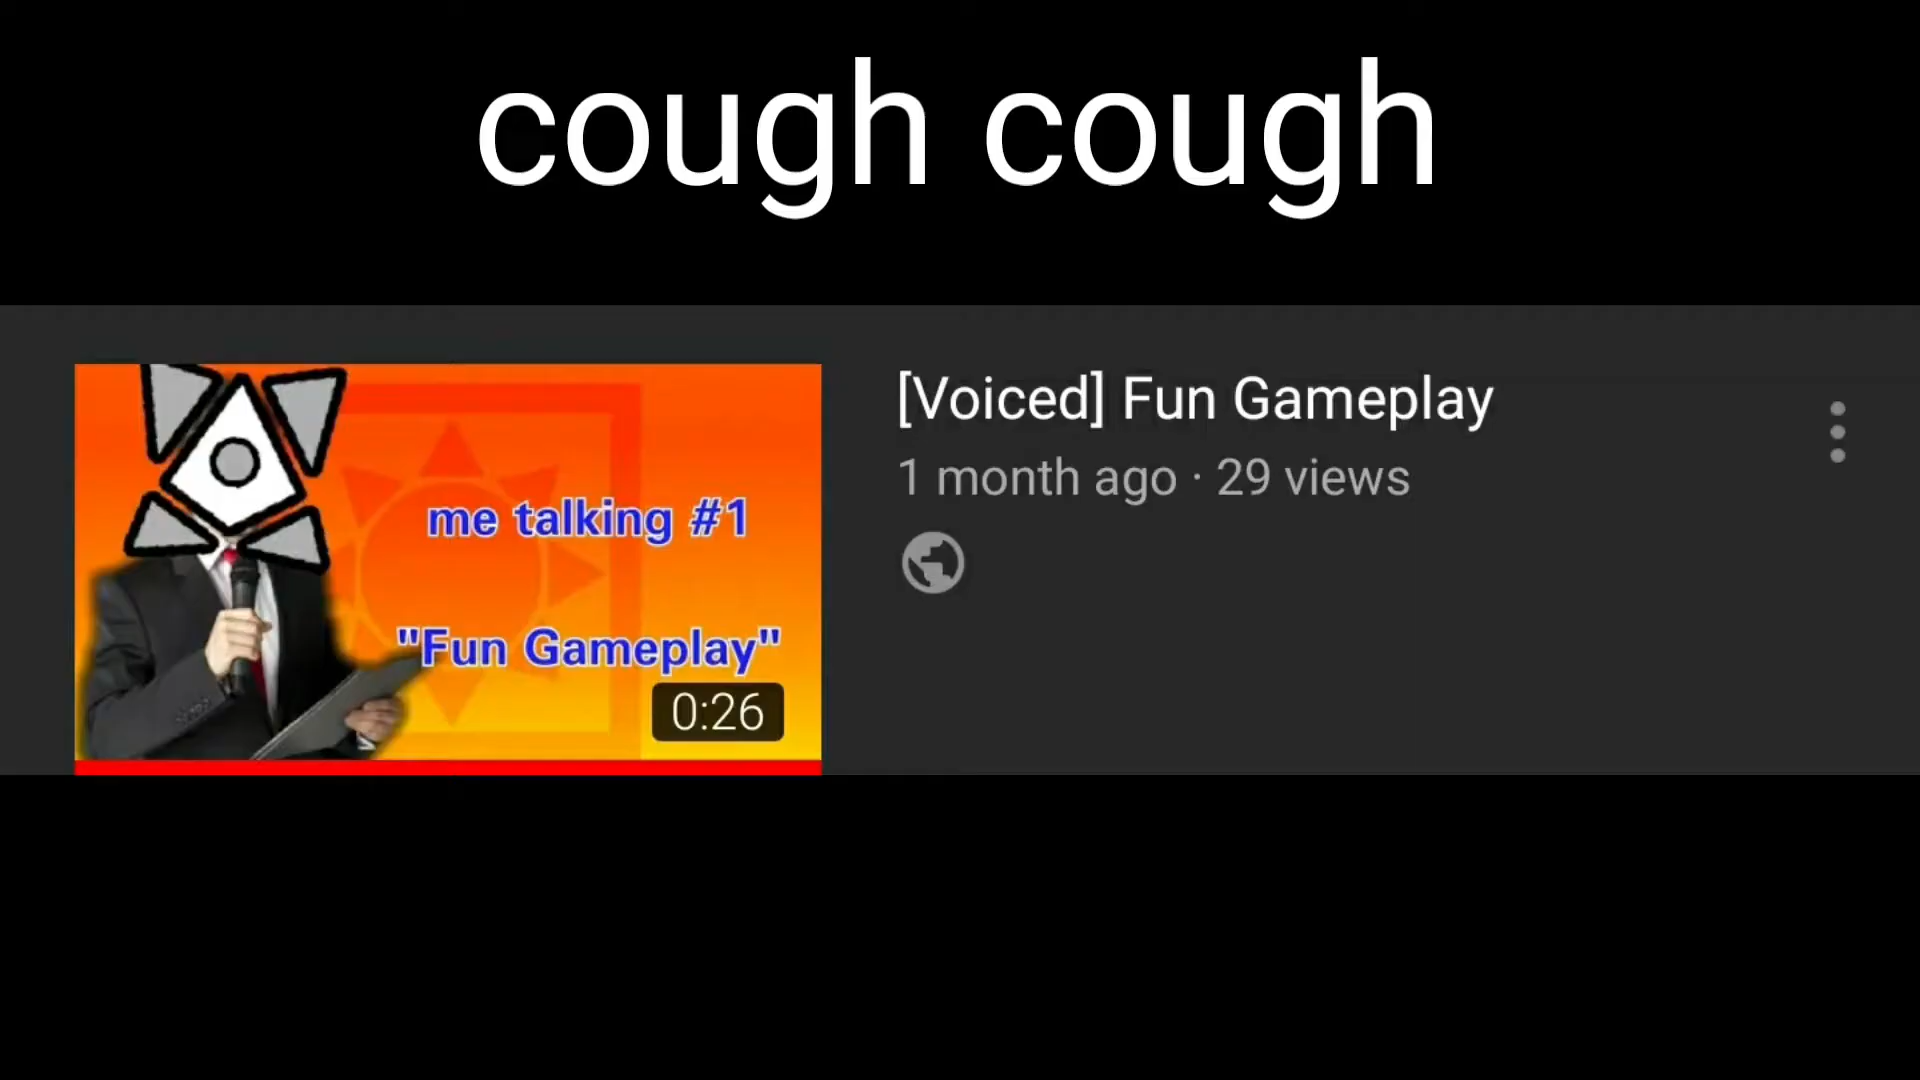 cough cough
[Voiced] Fun Gameplay
1 month ago · 29 views
me talking #1
"Fun Gameplay"
0:26